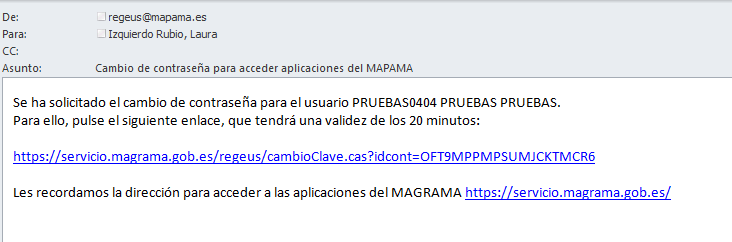 De: regeus@mapama.es
Para: Izquierdo Rubio, Laura
CC:
Asunto: Cambio de contraseña para acceder aplicaciones del MAPAMA
Se ha solicitado el cambio de contraseña para el usuario PRUEBAS0404 PRUEBAS PRUEBAS.
Para ello, pulse el siguiente enlace, que tendrá una validez de los 20 minutos:
https://servicio.magrama.gob.es/regeus/cambioClave.cas?idcont=OFT9MPPMPSUMJCKTMCR6
Les recordamos la dirección para acceder a las aplicaciones del MAGRAMA https://servicio.magrama.gob.es/